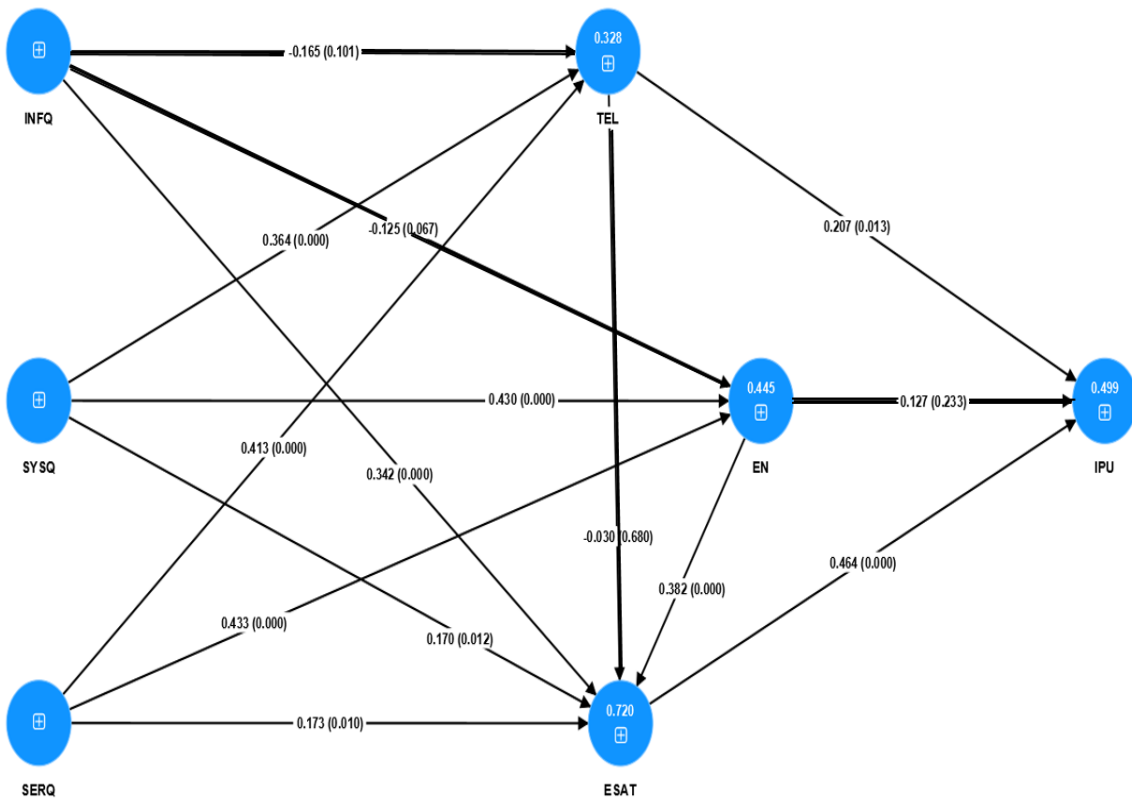 -0.165 (0.101)
0.328
INFQ
TEL
-0.125 (0.067)
0.364 (0.000)
0.207 (0.013)
0.430 (0.000)
0.445
0.127 (0.233)
0.499
SYSQ
0.413 (0.000)
0.342 (0.000)
EN
IPU
-0.030 (0.680)
0.464 (0.000)
0.382 (0.000)
0.433 (0.000)
0.170 (0.012)
0.173 (0.010)
0.720
SERQ
ESAT